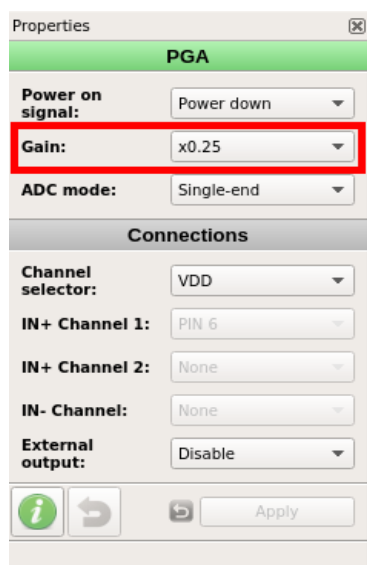 Properties
PGA
Power on
signal:
Power down
Gain:
x0.25
ADC mode:
Single-end
Connections
Channel
selector:
VDD
IN+ Channel 1:
PIN 6
IN+ Channel 2:
None
IN- Channel:
None
External
output:
Disable
i
Apply